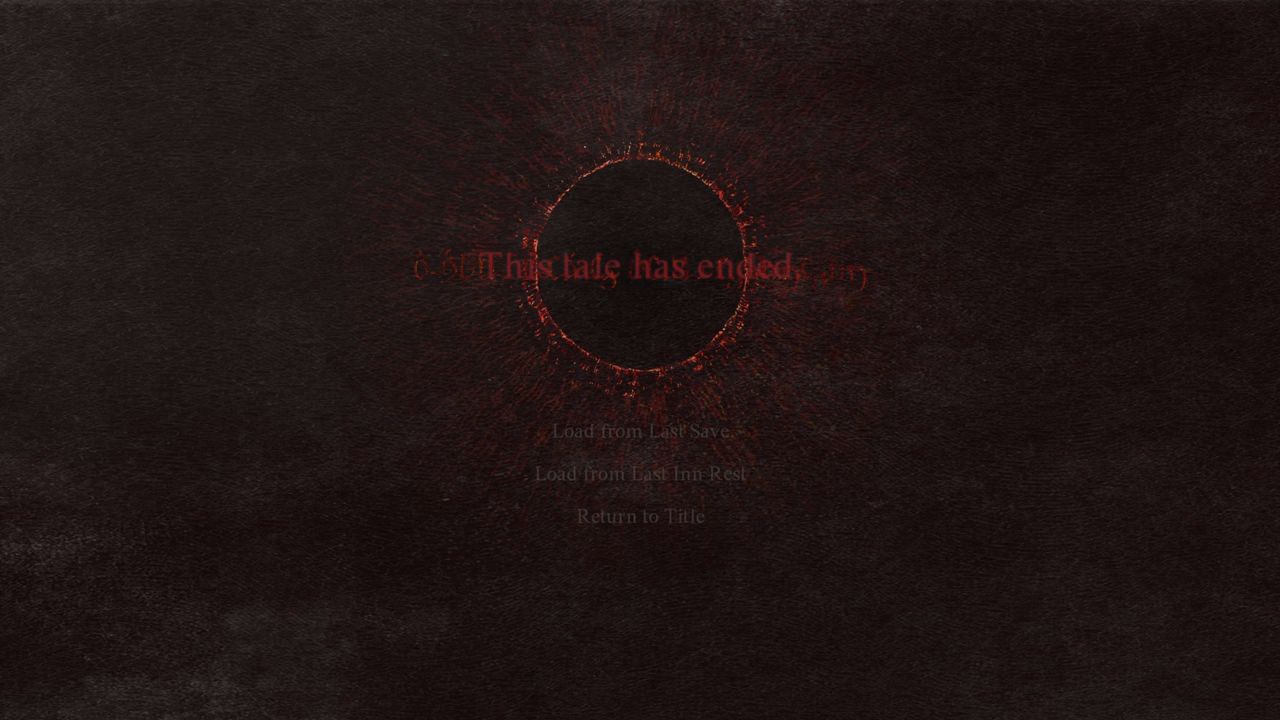 This tale has ended
Load from Last Save
Load from Last Inn Rest
Return to Title